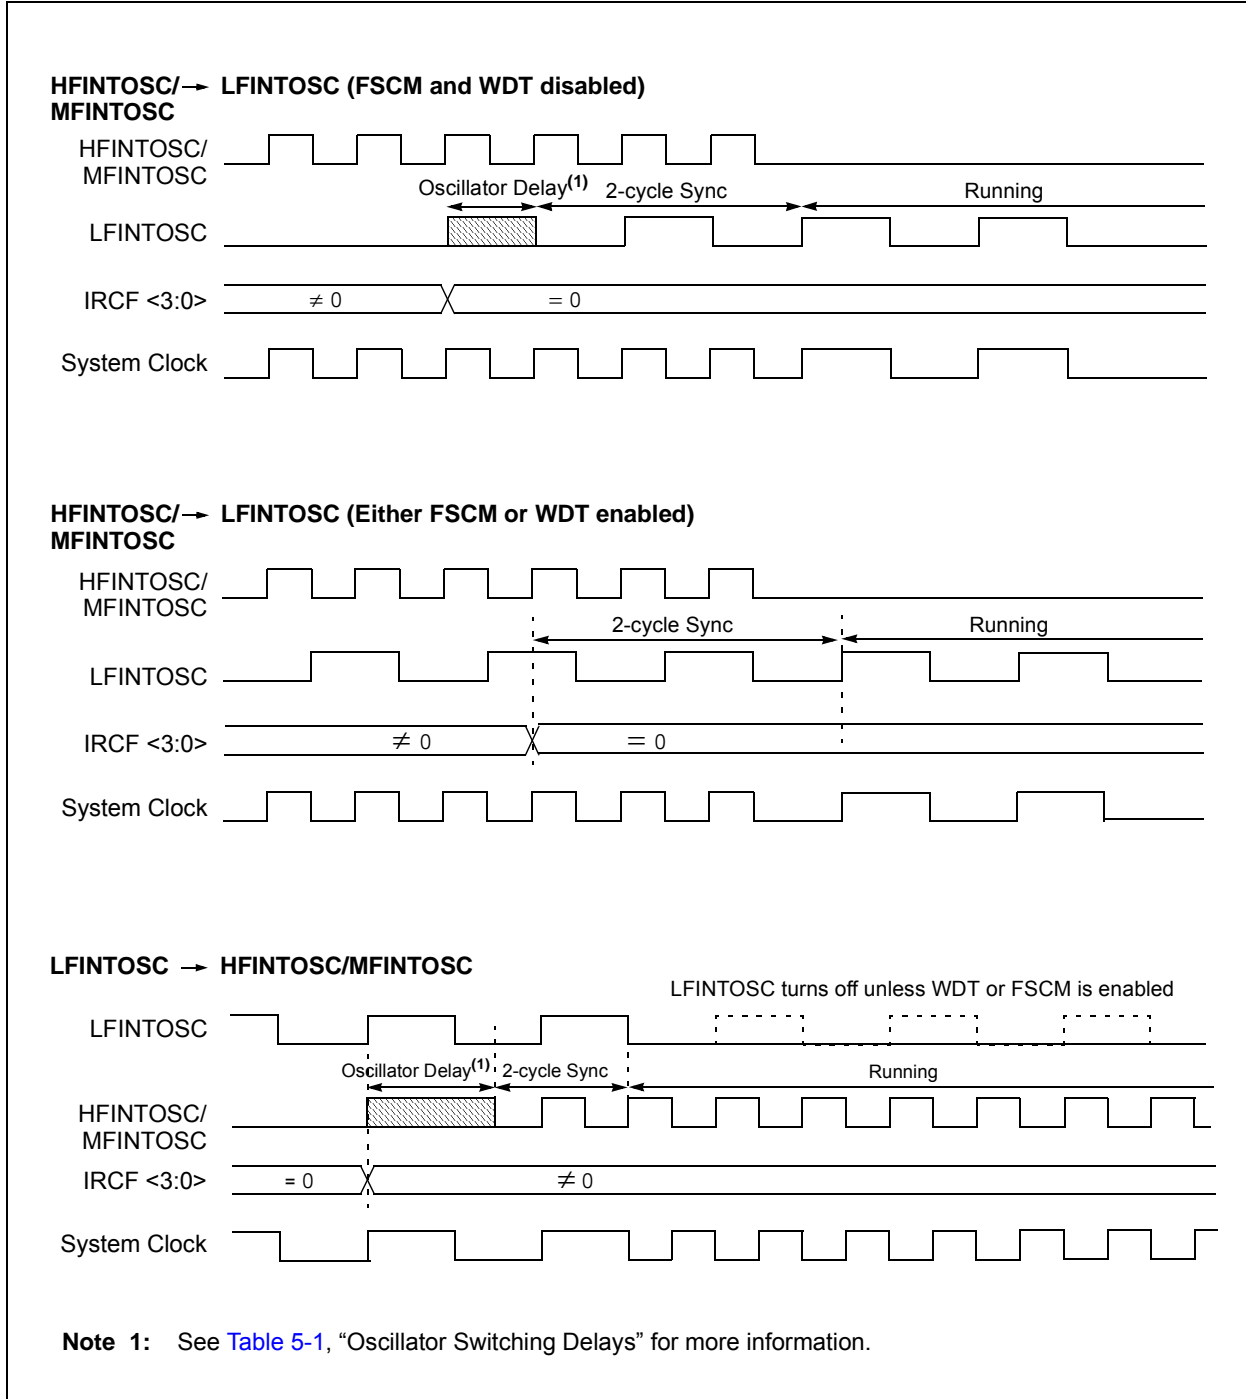 HFINTOSC/→ LFINTOSC (FSCM and WDT disabled)
MFINTOSC
HFINTOSC/
MFINTOSC
Oscillator Delay(1) 2-cycle Sync Running
LFINTOSC
IRCF <3:0> ≠ 0 = 0
System Clock
HFINTOSC/→ LFINTOSC (Either FSCM or WDT enabled)
MFINTOSC
HFINTOSC/
MFINTOSC
2-cycle Sync Running
LFINTOSC
IRCF <3:0> ≠ 0 = 0
System Clock
LFINTOSC → HFINTOSC/MFINTOSC
LFINTOSC turns off unless WDT or FSCM is enabled
LFINTOSC
Oscillator Delay(1) 2-cycle Sync Running
HFINTOSC/
MFINTOSC
IRCF <3:0> = 0 ≠ 0
System Clock
Note 1: See Table 5-1, “Oscillator Switching Delays” for more information.